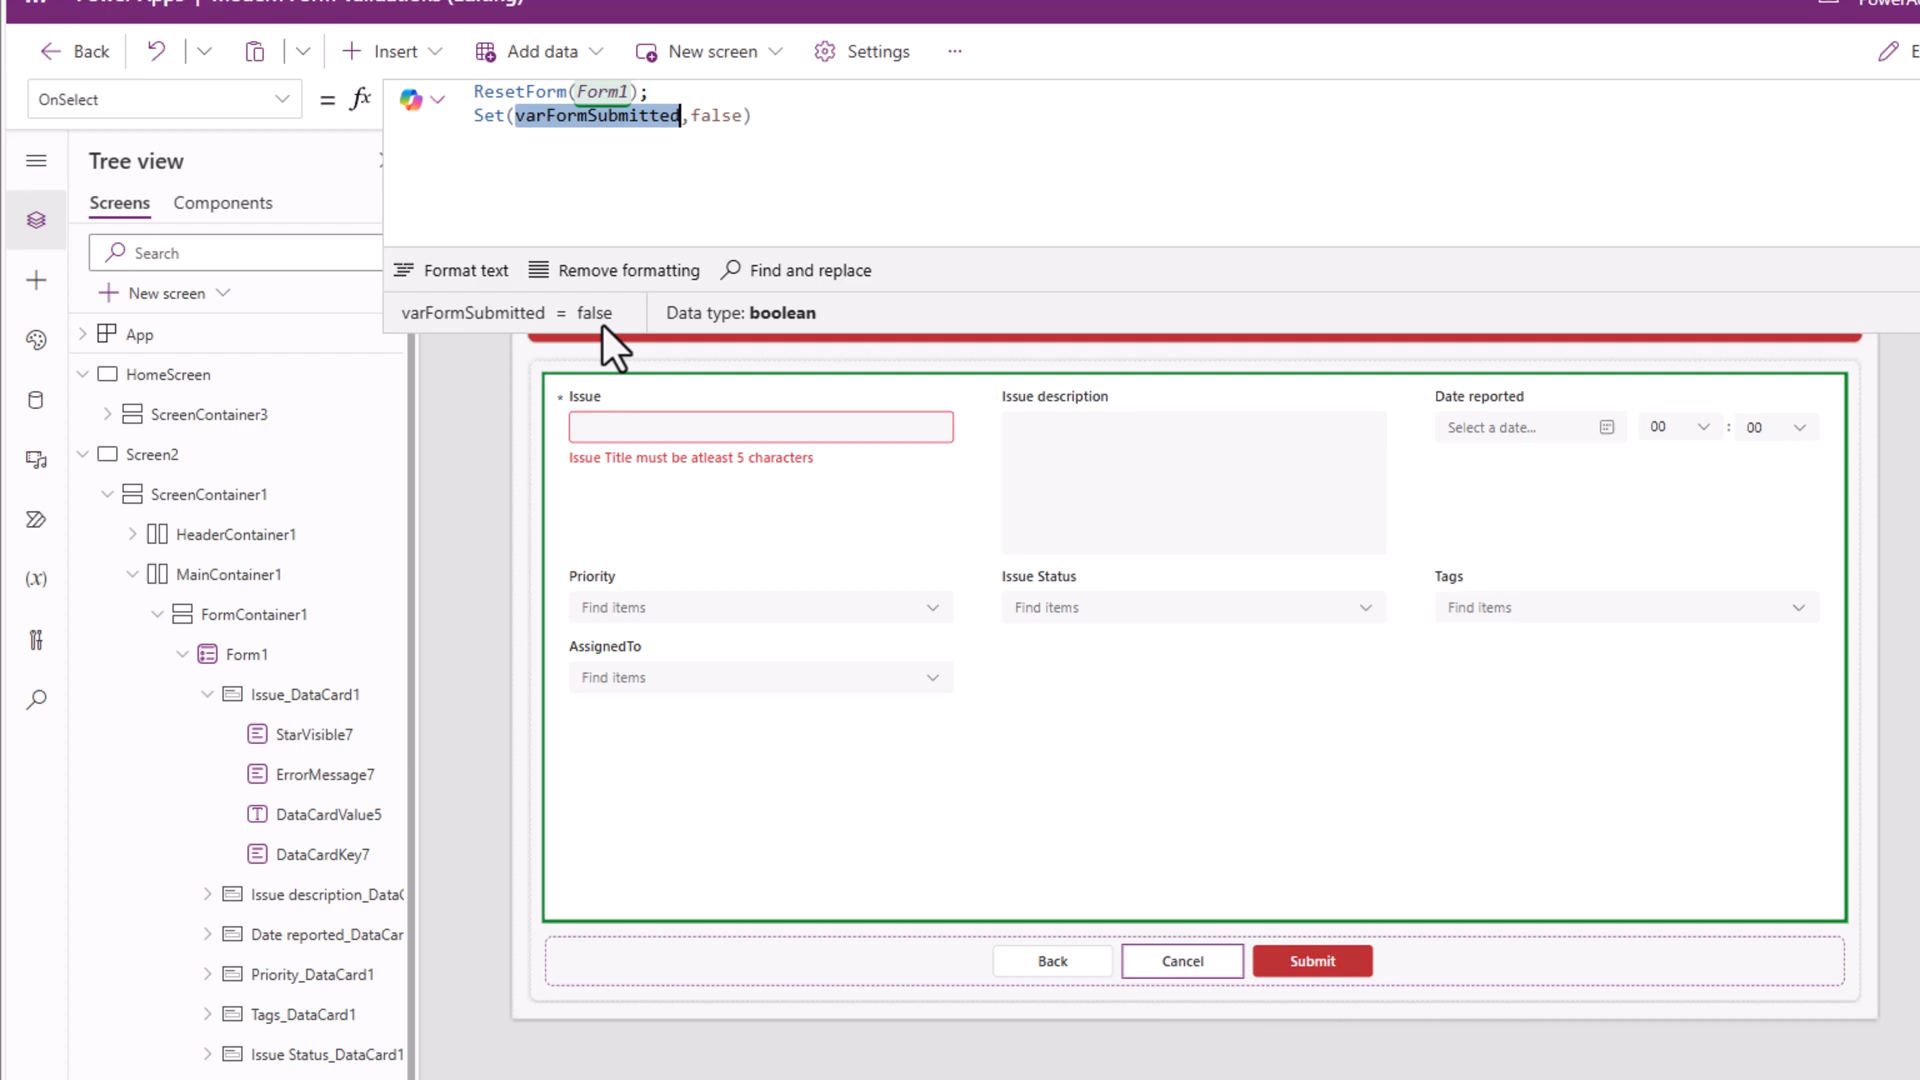 Back
Insert
Add data
New screen
Settings
...
OnSelect
=
fx
ResetForm(Form1);
Set(varFormSubmitted,false)
Tree view
Screens
Components
Search
New screen
Format text
Remove formatting
Find and replace
varFormSubmitted = false
Data type: boolean
App
HomeScreen
ScreenContainer3
Screen2
ScreenContainer1
HeaderContainer1
MainContainer1
FormContainer1
Form1
Issue_DataCard1
StarVisible7
ErrorMessage7
DataCardValue5
DataCardKey7
Issue description_DataC
Date reported_DataCar
Priority_DataCard1
Tags_DataCard1
Issue Status_DataCard1
* Issue
Issue Title must be atleast 5 characters
Issue description
Date reported
Select a date...
00 : 00
Priority
Find items
Issue Status
Find items
Tags
Find items
AssignedTo
Find items
Back
Cancel
Submit